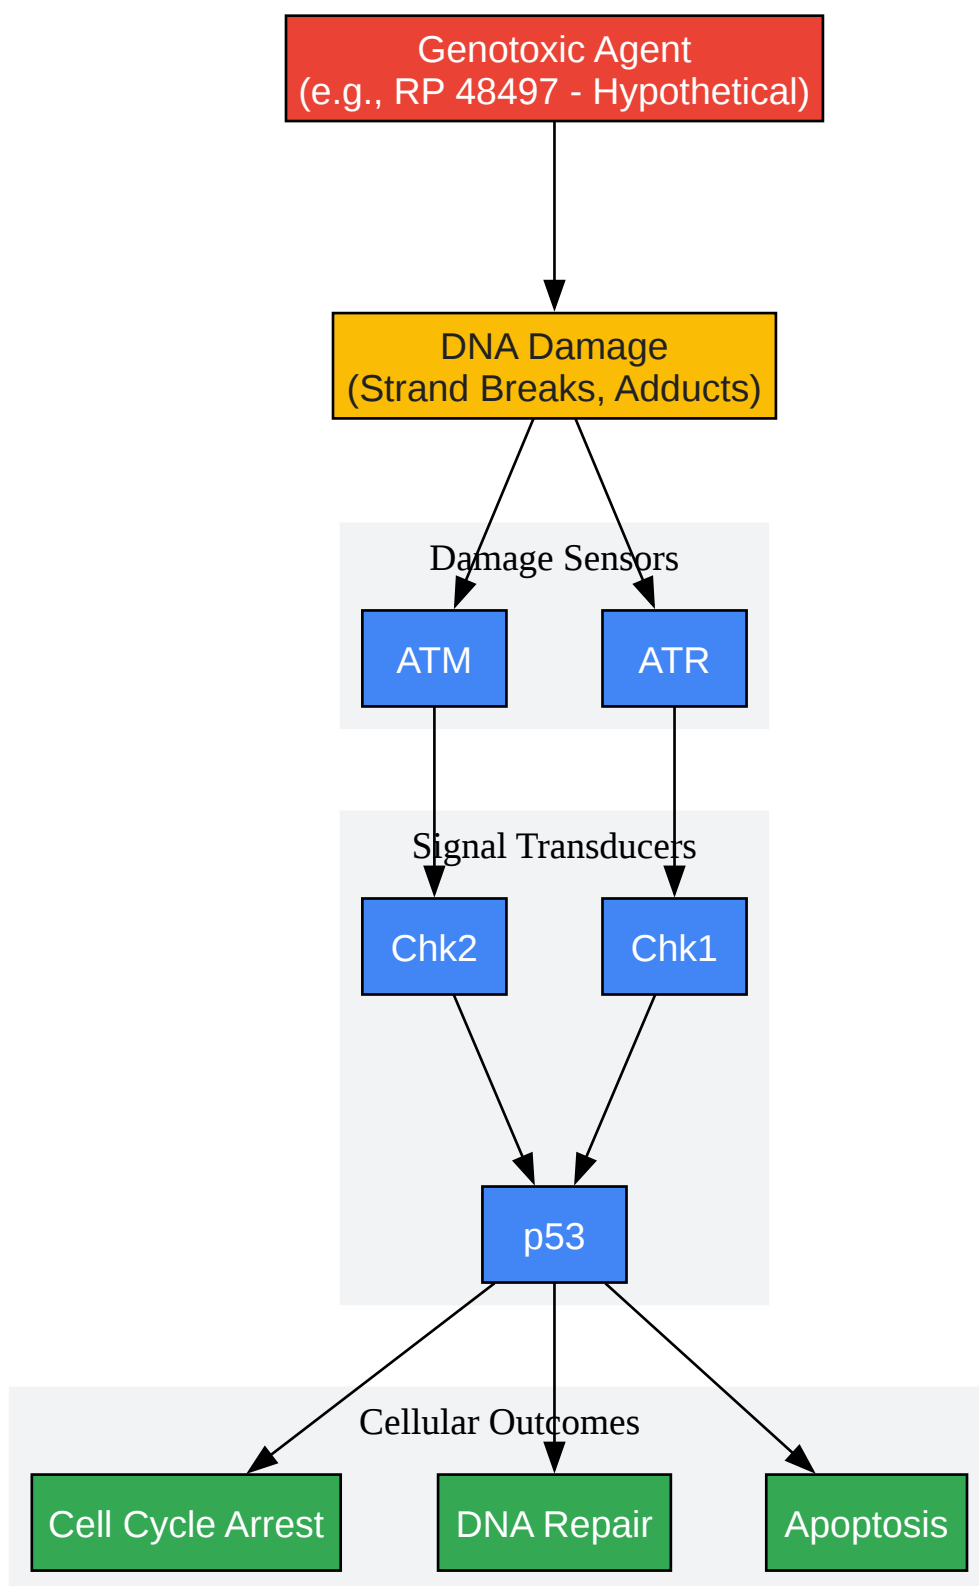 Genotoxic Agent
(e.g., RP 48497 - Hypothetical)
DNA Damage
(Strand Breaks, Adducts)
Damage Sensors
ATM
ATR
Signal Transducers
Chk2
Chk1
p53
Cellular Outcomes
Cell Cycle Arrest
DNA Repair
Apoptosis